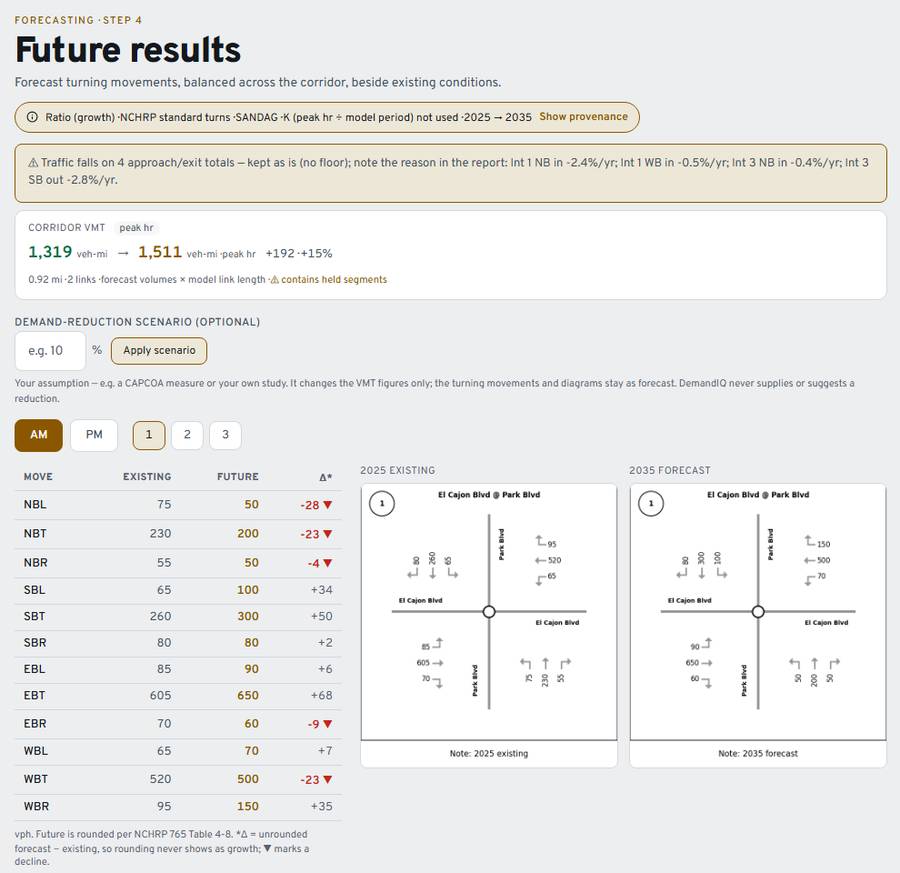 FORECASTING · STEP 4
Future results
Forecast turning movements, balanced across the corridor, beside existing conditions.
Ratio (growth) · NCHRP standard turns · SANDAG · K (peak hr ÷ model period) not used · 2025 → 2035 Show provenance
⚠ Traffic falls on 4 approach/exit totals — kept as is (no floor); note the reason in the report: Int 1 NB in -2.4%/yr; Int 1 WB in -0.5%/yr; Int 3 NB in -0.4%/yr; Int 3
SB out -2.8%/yr.
CORRIDOR VMT peak hr
1,319 veh-mi → 1,511 veh-mi · peak hr +192 · +15%
0.92 mi · 2 links · forecast volumes × model link length · ⚠ contains held segments
DEMAND-REDUCTION SCENARIO (OPTIONAL)
e.g. 10 % Apply scenario
Your assumption — e.g. a CAPCOA measure or your own study. It changes the VMT figures only; the turning movements and diagrams stay as forecast. DemandIQ never supplies or suggests a
reduction.
AM PM 1 2 3
MOVE EXISTING FUTURE Δ*
NBL 75 50 -28 ▼
NBT 230 200 -23 ▼
NBR 55 50 -4 ▼
SBL 65 100 +34
SBT 260 300 +50
SBR 80 80 +2
EBL 85 90 +6
EBT 605 650 +68
EBR 70 60 -9 ▼
WBL 65 70 +7
WBT 520 500 -23 ▼
WBR 95 150 +35
vph. Future is rounded per NCHRP 765 Table 4-8. *Δ = unrounded
forecast — existing, so rounding never shows as growth; ▼ marks a
decline.
2025 EXISTING
1
El Cajon Blvd @ Park Blvd
Park Blvd
80 260 65
95
520
65
El Cajon Blvd
El Cajon Blvd
85
605
70
Park Blvd
75 230 55
Note: 2025 existing
2035 FORECAST
1
El Cajon Blvd @ Park Blvd
Park Blvd
80 300 100
150
500
70
El Cajon Blvd
El Cajon Blvd
90
650
60
Park Blvd
50 200 50
Note: 2035 forecast